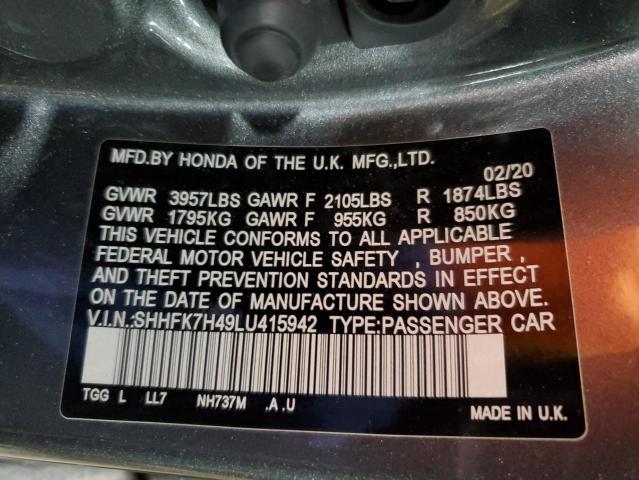 MFD.BY HONDA OF THE U.K. MFG.,LTD.
02/20
GVWR 3957LBS GAWR F 2105LBS R 1874LBS
GVWR 1795KG GAWR F 955KG R 850KG
THIS VEHICLE CONFORMS TO ALL APPLICABLE
FEDERAL MOTOR VEHICLE SAFETY , BUMPER ,
AND THEFT PREVENTION STANDARDS IN EFFECT
ON THE DATE OF MANUFACTURE SHOWN ABOVE.
V.I.N.:SHHFK7H49LU415942 TYPE:PASSENGER CAR
TGG L LL7 NH737M .A .U
MADE IN U.K.